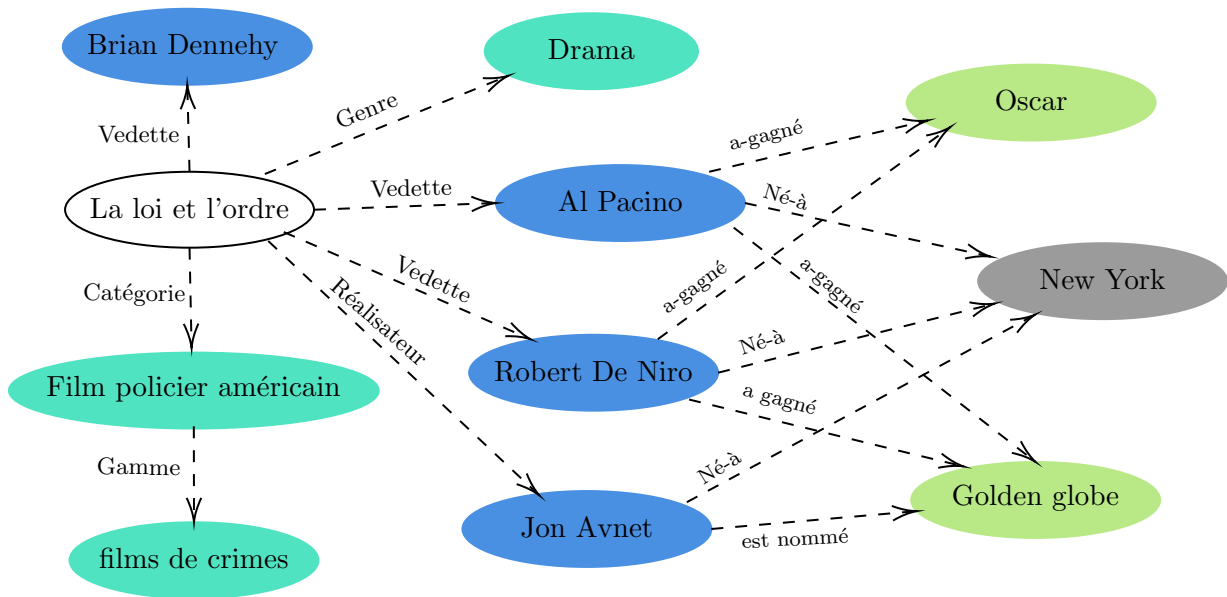 Brian Dennehy
Drama
Oscar
Genre
Vedette
a-gagné
La loi et l'ordre
Vedette
Al Pacino
Né-à
Vedette
a-gagné
a-gagné
New York
Catégorie
Réalisateur
Né-à
Film policier américain
Robert De Niro
a gagné
Gamme
Né-à
Golden globe
films de crimes
Jon Avnet
est nommé